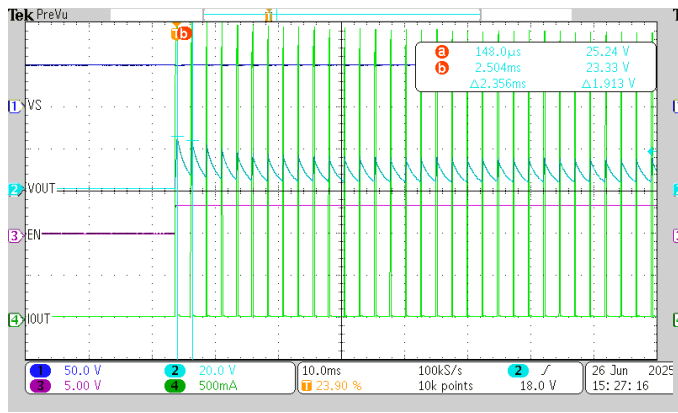 Tek PreVu
T
T b
a 148.0µs 25.24 V
b 2.504ms 23.33 V
Δ2.356ms Δ1.913 V
1 VS
2 VOUT
3 EN
4 IOUT
1 50.0 V 2 20.0 V 10.0ms 100kS/s 2 18.0 V 26 Jun 2025
3 5.00 V 4 500mA T 23.90 % 10k points 15:27:16